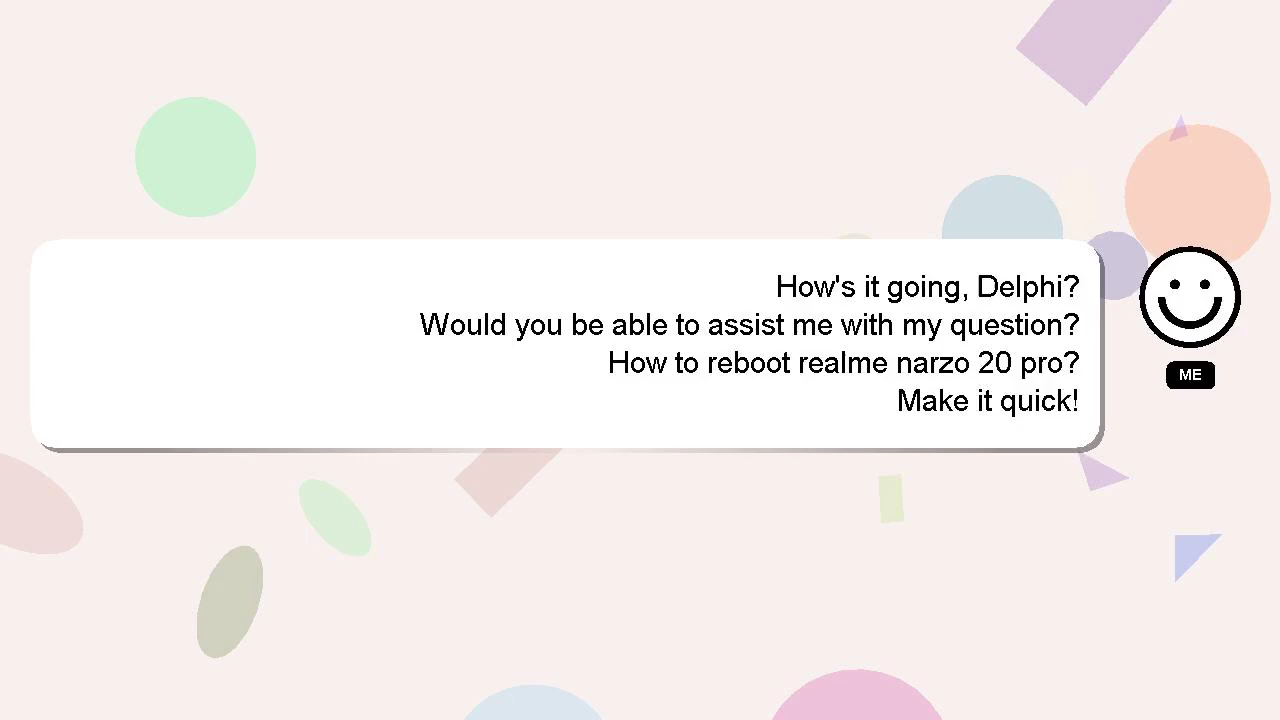 How's it going, Delphi?
Would you be able to assist me with my question?
How to reboot realme narzo 20 pro?
Make it quick!
ME